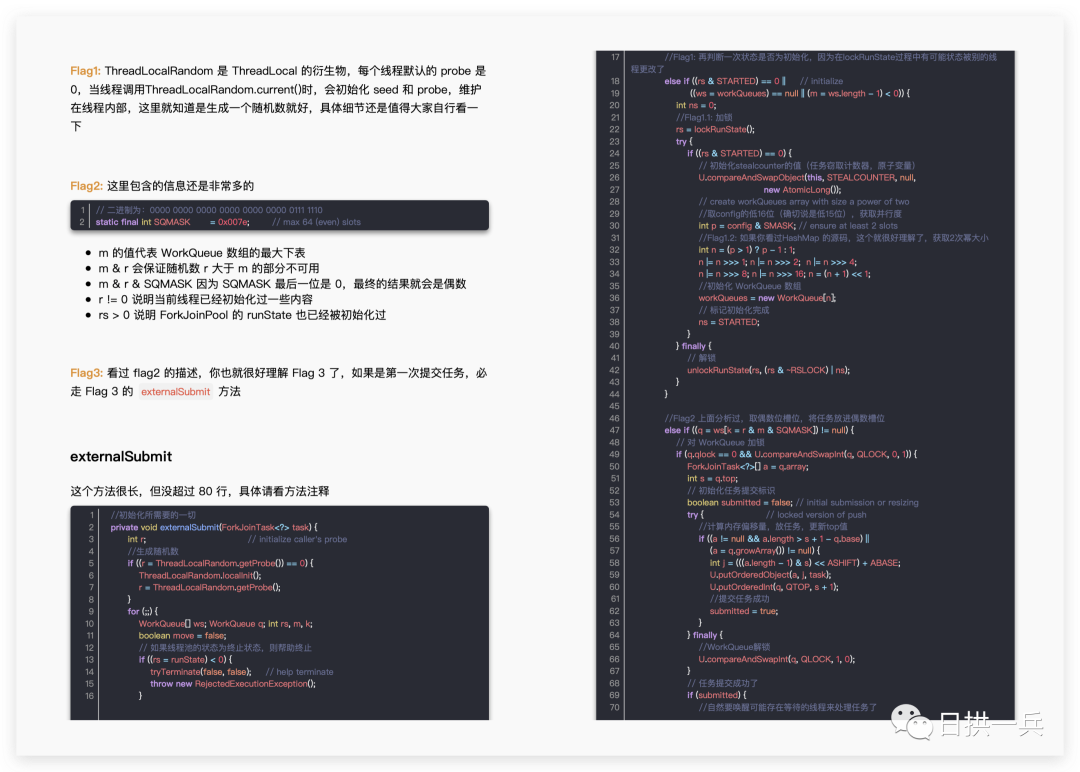 Flag1: ThreadLocalRandom 是 ThreadLocal 的衍生物，每个线程默认的 probe 是
0，当线程调用ThreadLocalRandom.current()时，会初始化 seed 和 probe，维护
在线程内部，这里就知道是生成一个随机数就好，具体细节还是值得大家自行看一
下
Flag2: 这里包含的信息还是非常多的
1 // 二进制为：0000 0000 0000 0000 0000 0000 0111 1110
2 static final int SQMASK = 0x007e; // max 64 (even) slots
• m 的值代表 WorkQueue 数组的最大下表
• m & r 会保证随机数 r 大于 m 的部分不可用
• m & r & SQMASK 因为 SQMASK 最后一位是 0，最终的结果就会是偶数
• r != 0 说明当前线程已经初始化过一些内容
• rs > 0 说明 ForkJoinPool 的 runState 也已经被初始化过
Flag3: 看过 flag2 的描述，你也就很好理解 Flag 3 了，如果是第一次提交任务，必
走 Flag 3 的 externalSubmit 方法
externalSubmit
这个方法很长，但没超过 80 行，具体请看方法注释
1 //初始化所需要的一切
2 private void externalSubmit(ForkJoinTask<?> task) {
3 int r; // initialize caller's probe
4 //生成随机数
5 if ((r = ThreadLocalRandom.getProbe()) == 0) {
6 ThreadLocalRandom.localInit();
7 r = ThreadLocalRandom.getProbe();
8 }
9 for (;;) {
10 WorkQueue[] ws; WorkQueue q; int rs, m, k;
11 boolean move = false;
12 // 如果线程池的状态为终止状态，则帮助终止
13 if ((rs = runState) < 0) {
14 tryTerminate(false, false); // help terminate
15 throw new RejectedExecutionException();
16 }
17 //Flag1: 再判断一次状态是否为初始化，因为在lockRunState过程中有可能状态被别的线
程更改了
18 else if ((rs & STARTED) == 0 || // initialize
19 ((ws = workQueues) == null || (m = ws.length - 1) < 0)) {
20 int ns = 0;
21 //Flag1.1: 加锁
22 rs = lockRunState();
23 try {
24 if ((rs & STARTED) == 0) {
25 // 初始化stealcounter的值（任务窃取计数器，原子变量）
26 U.compareAndSwapObject(this, STEALCOUNTER, null,
27 new AtomicLong());
28 // create workQueues array with size a power of two
29 //取config的低16位（确切说是低15位），获取并行度
30 int p = config & SMASK; // ensure at least 2 slots
31 //Flag1.2: 如果你看过HashMap 的源码，这个就很好理解了，获取2次幂大小
32 int n = (p > 1) ? p - 1 : 1;
33 n |= n >>> 1; n |= n >>> 2; n |= n >>> 4;
34 n |= n >>> 8; n |= n >>> 16; n = (n + 1) << 1;
35 //初始化 WorkQueue 数组
36 workQueues = new WorkQueue[n];
37 // 标记初始化完成
38 ns = STARTED;
39 }
40 } finally {
41 // 解锁
42 unlockRunState(rs, (rs & ~RSLOCK) | ns);
43 }
44 }
45
46 //Flag2 上面分析过，取偶数位槽位，将任务放进偶数槽位
47 else if ((q = ws[k = r & m & SQMASK]) != null) {
48 // 对 WorkQueue 加锁
49 if (q.qlock == 0 && U.compareAndSwapInt(q, QLOCK, 0, 1)) {
50 ForkJoinTask<?>[] a = q.array;
51 int s = q.top;
52 // 初始化任务提交标识
53 boolean submitted = false; // initial submission or resizing
54 try { // locked version of push
55 //计算内存偏移量，放任务，更新top值
56 if ((a != null && a.length > s + 1 - q.base) ||
57 (a = q.growArray()) != null) {
58 int j = (((a.length - 1) & s) << ASHIFT) + ABASE;
59 U.putOrderedObject(a, j, task);
60 U.putOrderedInt(q, QTOP, s + 1);
61 //提交任务成功
62 submitted = true;
63 }
64 } finally {
65 //WorkQueue解锁
66 U.compareAndSwapInt(q, QLOCK, 1, 0);
67 }
68 // 任务提交成功了
69 if (submitted) {
70 //自然要唤醒可能存在等待的线程来处理任务了
日拱一兵